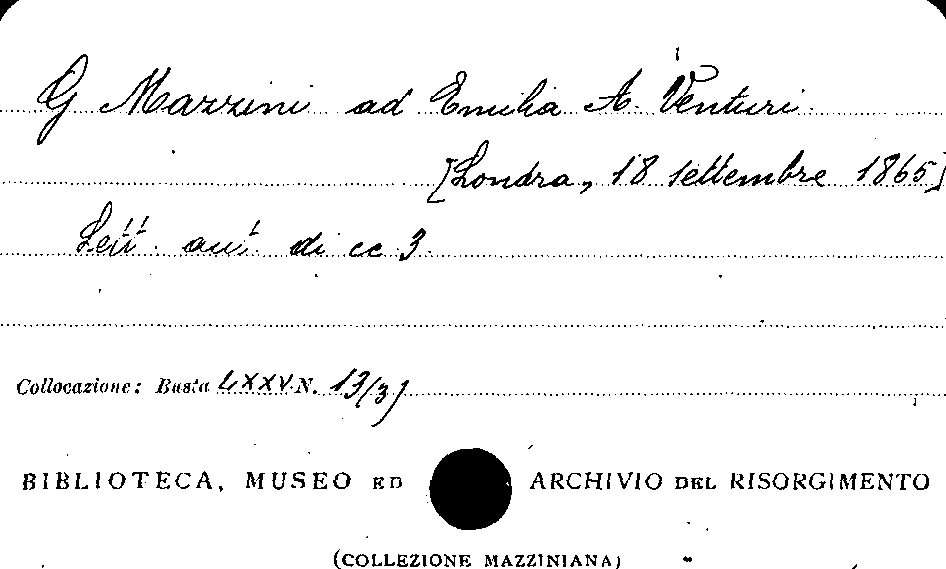 G Mazzini ad Emilia A. Venturi.
[Londra, 18 settembre 1865]
Lett. aut. di cc 3.
Collocazione: Busta LXXV N. 13/3)
BIBLIOTECA, MUSEO ED ARCHIVIO DEL RISORGIMENTO
(COLLEZIONE MAZZINIANA)